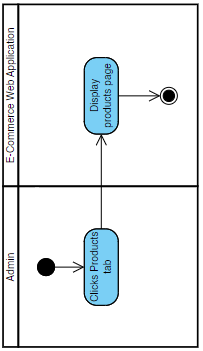 E-Commerce Web Application
Display
products page
Admin
Clicks Products
tab